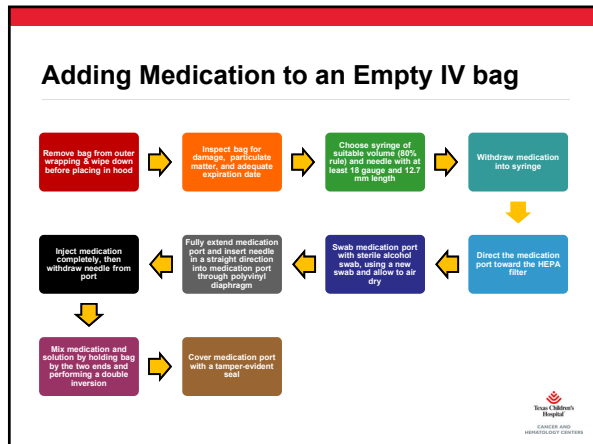 Adding Medication to an Empty IV bag
Remove bag from outer
wrapping & wipe down
before placing in hood
Inspect bag for
damage, particulate
matter, and adequate
expiration date
Choose syringe of
suitable volume (80%
rule) and needle with at
least 18 gauge and 12.7
mm length
Withdraw medication
into syringe
Direct the medication
port toward the HEPA
filter
Swab medication port
with sterile alcohol
swab, using a new
swab and allow to air
dry
Fully extend medication
port and insert needle
in a straight direction
into medication port
through polyvinyl
diaphragm
Inject medication
completely, then
withdraw needle from
port
Mix medication and
solution by holding bag
by the two ends and
performing a double
inversion
Cover medication port
with a tamper-evident
seal
Texas Children's
Hospital
CANCER AND
HEMATOLOGY CENTERS